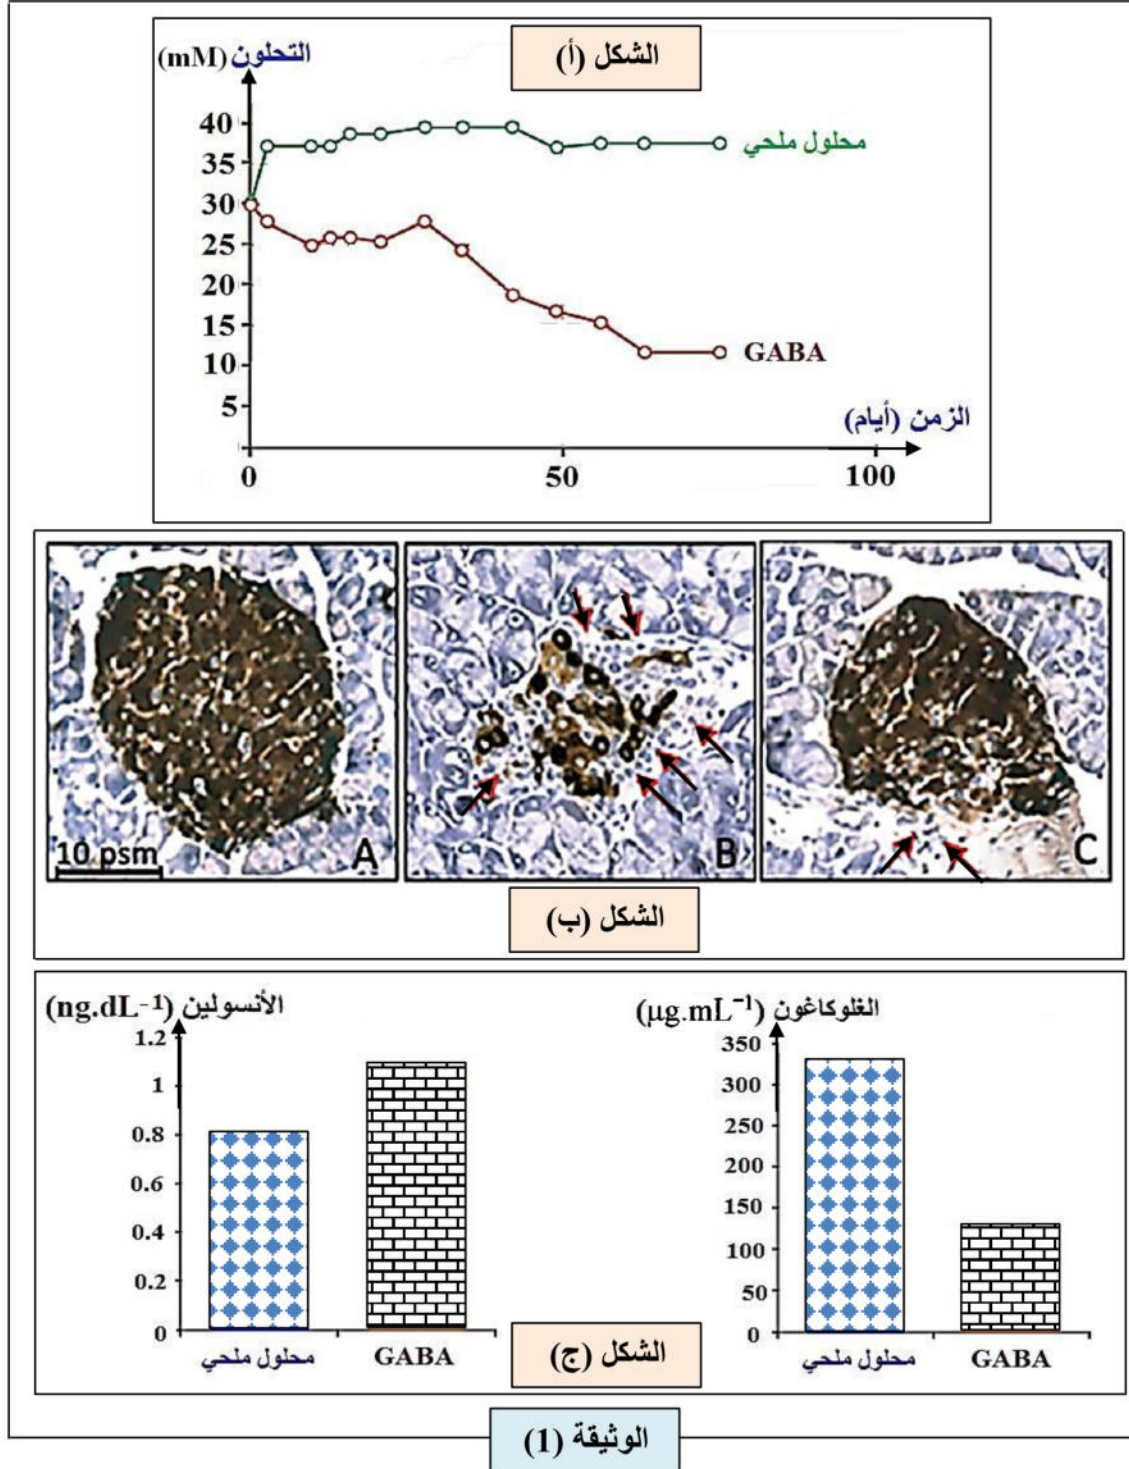 الشكل (أ)
التحلون (mM)
40
35
30
25
20
15
10
5
0
50
100
محلول ملحي
GABA
الزمن (أيام)
10 psm
A
B
C
الشكل (ب)
الأنسولين (ng.dL-1)
1.2
1
0.8
0.6
0.4
0.2
0
محلول ملحي
GABA
الغلوكاغون (µg.mL-1)
350
300
250
200
150
100
50
0
محلول ملحي
GABA
الشكل (ج)
الوثيقة (1)